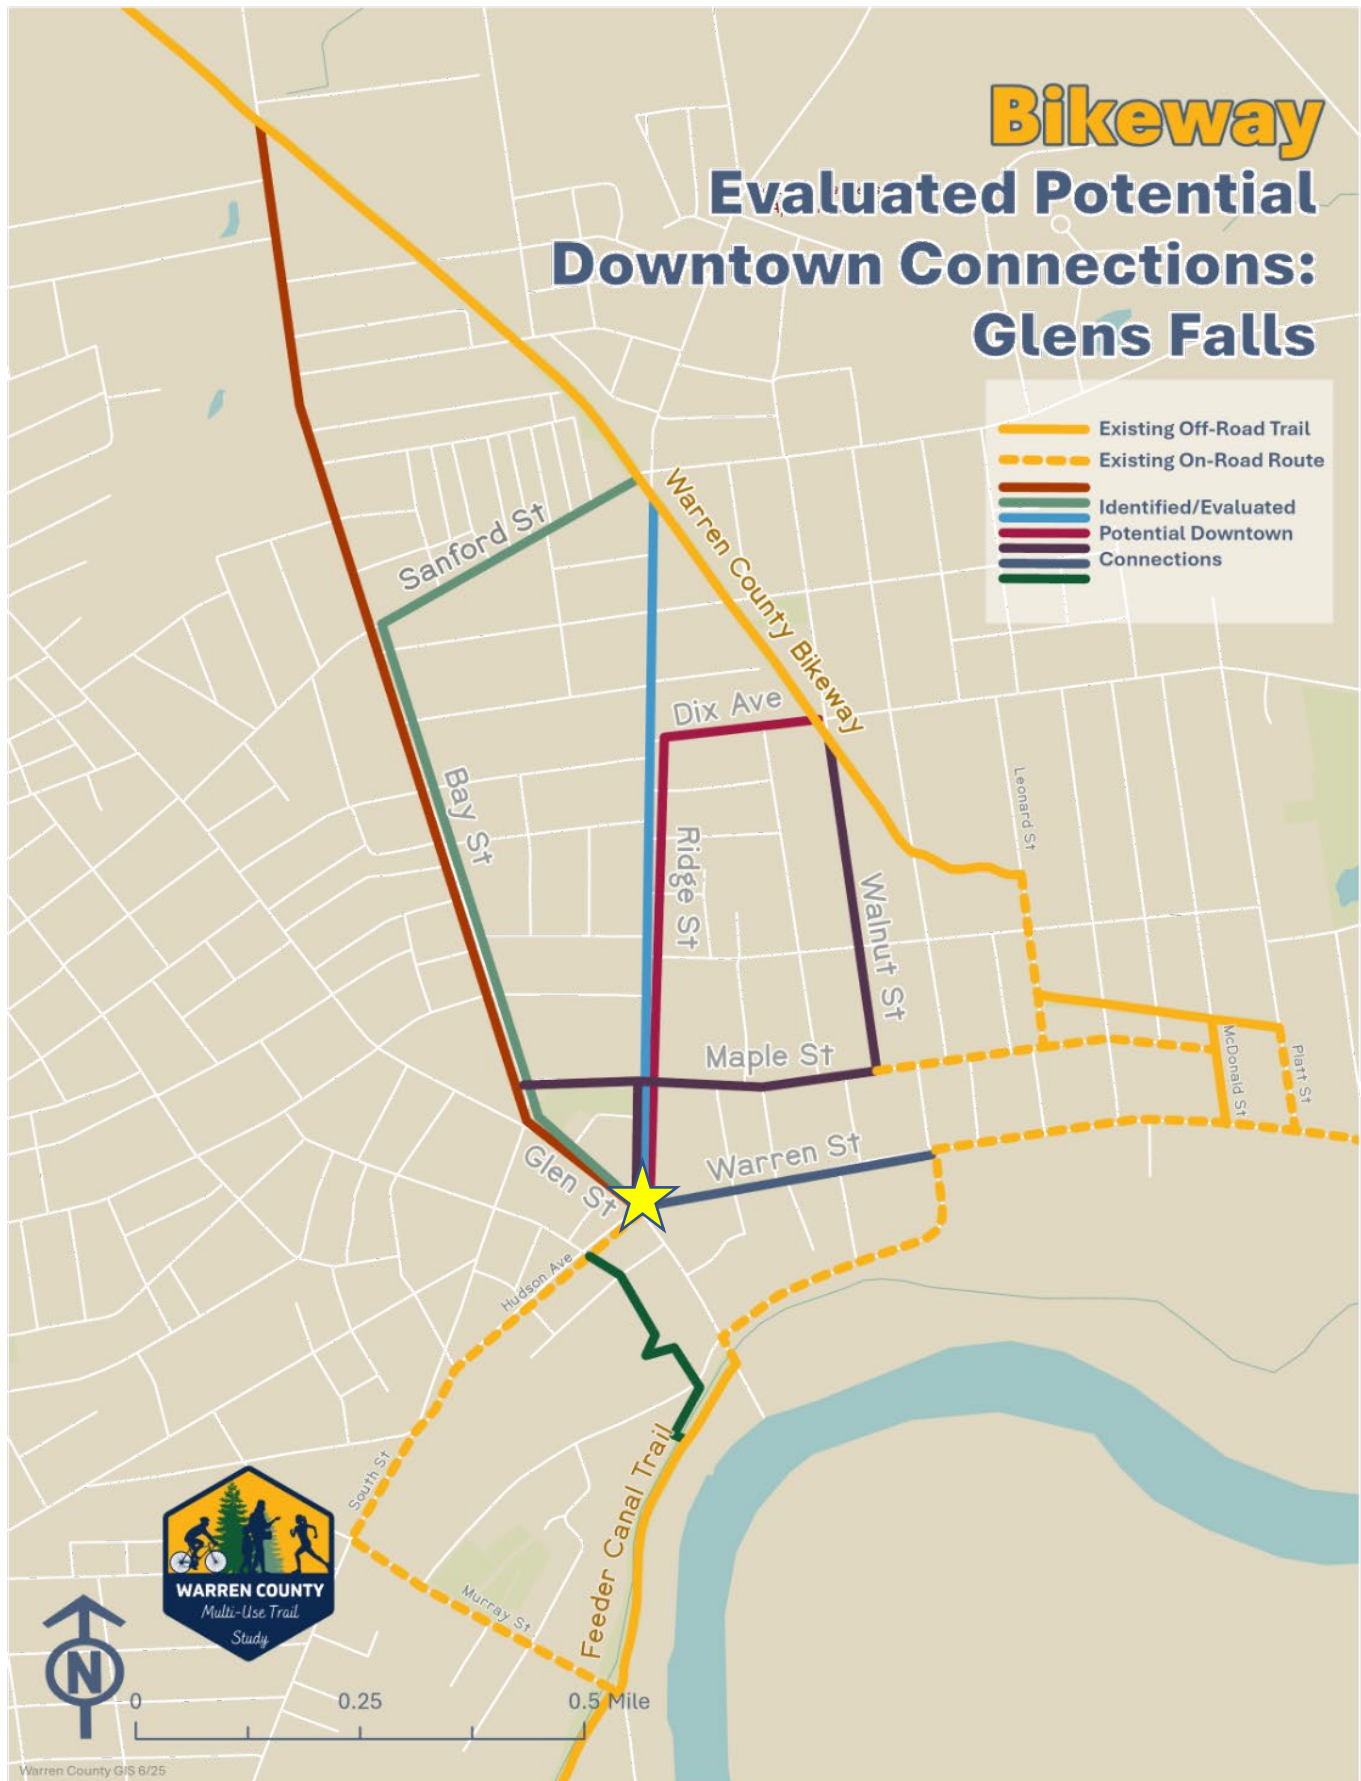 Bikeway
Evaluated Potential
Downtown Connections:
Glens Falls
Existing Off-Road Trail
Existing On-Road Route
Identified/Evaluated
Potential Downtown
Connections
Sanford St
Warren County Bikeway
Dix Ave
Bay St
Ridge St
Leonard St
Walnut St
Maple St
McDonald St
Platt St
Warren St
Glen St
Hudson Ave
South St
Feeder Canal Trail
Murray St
WARREN COUNTY
Multi-Use Trail
Study
N
0 0.25 0.5 Mile
Warren County GIS 6/25